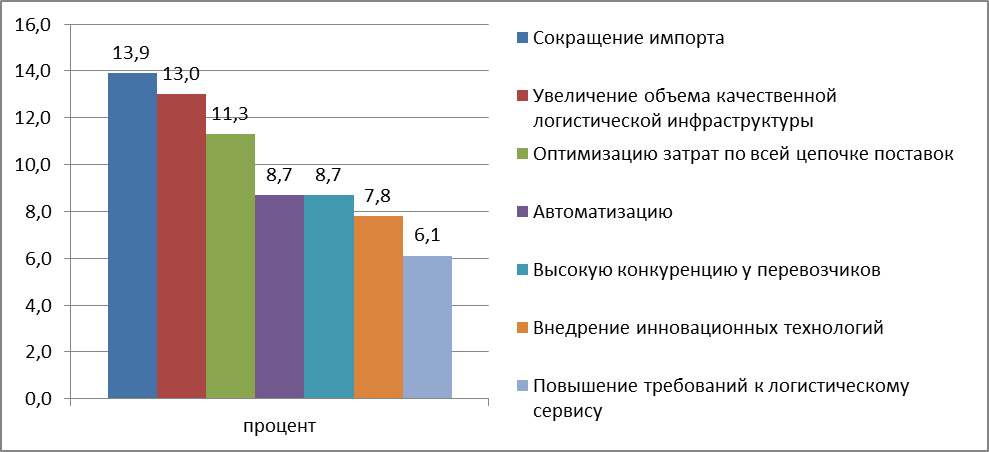 16,0
14,0
12,0
10,0
8,0
6,0
4,0
2,0
0,0
13,9
13,0
11,3
8,7
8,7
7,8
6,1
процент
Сокращение импорта
Увеличение объема качественной
логистической инфраструктуры
Оптимизацию затрат по всей цепочке поставок
Автоматизацию
Высокую конкуренцию у перевозчиков
Внедрение инновационных технологий
Повышение требований к логистическому
сервису